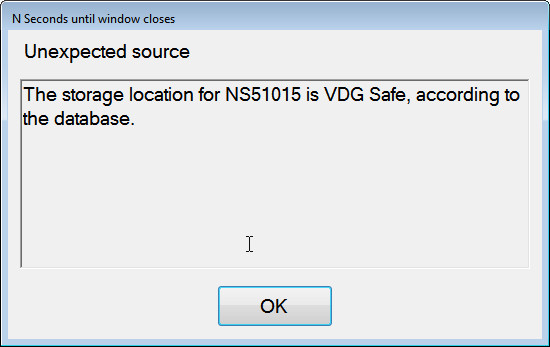 N Seconds until window closes
Unexpected source
The storage location for NS51015 is VDG Safe, according to
the database.
OK